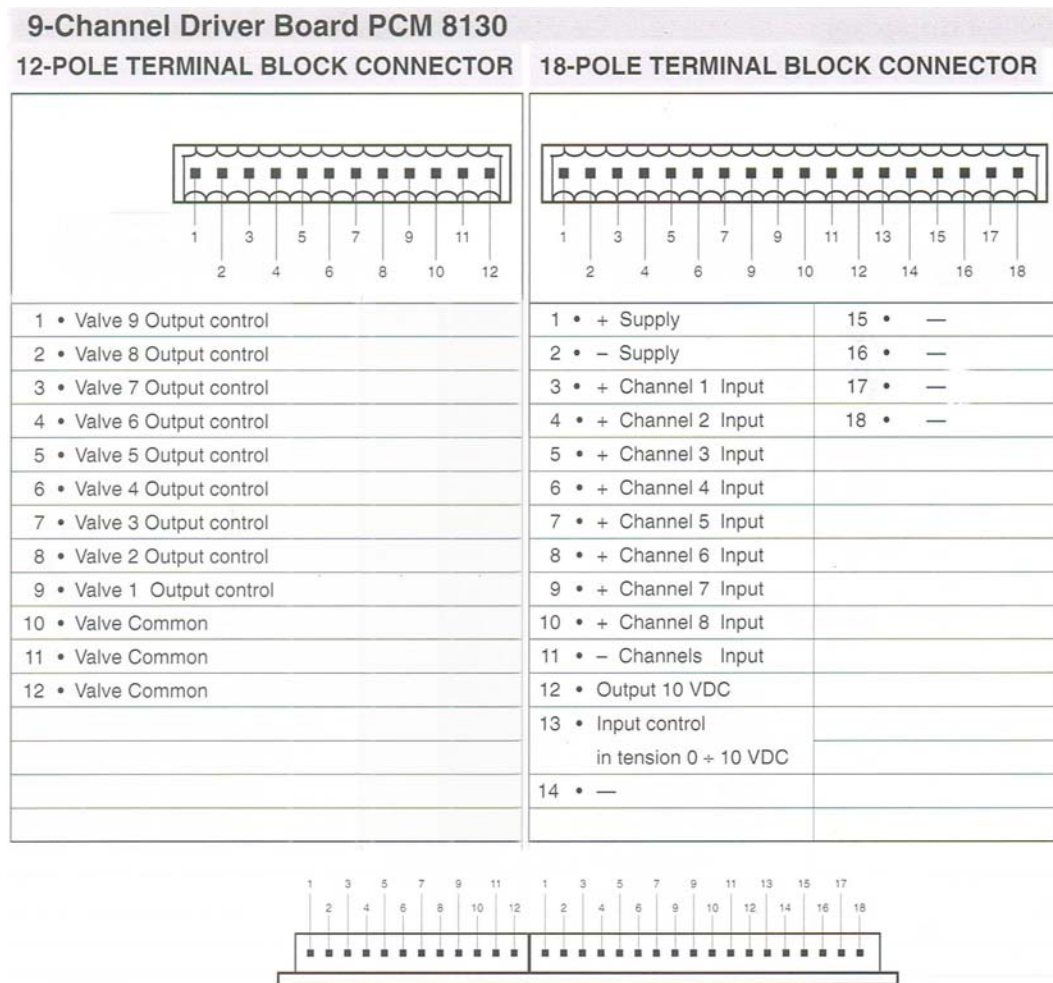 9-Channel Driver Board PCM 8130
12-POLE TERMINAL BLOCK CONNECTOR
1 3 5 7 9 11
2 4 6 8 10 12
1 • Valve 9 Output control
2 • Valve 8 Output control
3 • Valve 7 Output control
4 • Valve 6 Output control
5 • Valve 5 Output control
6 • Valve 4 Output control
7 • Valve 3 Output control
8 • Valve 2 Output control
9 • Valve 1 Output control
10 • Valve Common
11 • Valve Common
12 • Valve Common
18-POLE TERMINAL BLOCK CONNECTOR
1 3 5 7 9 11 13 15 17
2 4 6 9 10 12 14 16 18
1 • + Supply
2 • – Supply
3 • + Channel 1 Input
4 • + Channel 2 Input
5 • + Channel 3 Input
6 • + Channel 4 Input
7 • + Channel 5 Input
8 • + Channel 6 Input
9 • + Channel 7 Input
10 • + Channel 8 Input
11 • – Channels Input
12 • Output 10 VDC
13 • Input control
in tension 0 ÷ 10 VDC
14 • —
15 • —
16 • —
17 • —
18 • —
1 3 5 7 9 11 1 3 5 7 9 11 13 15 17
2 4 6 8 10 12 2 4 6 9 10 12 14 16 18